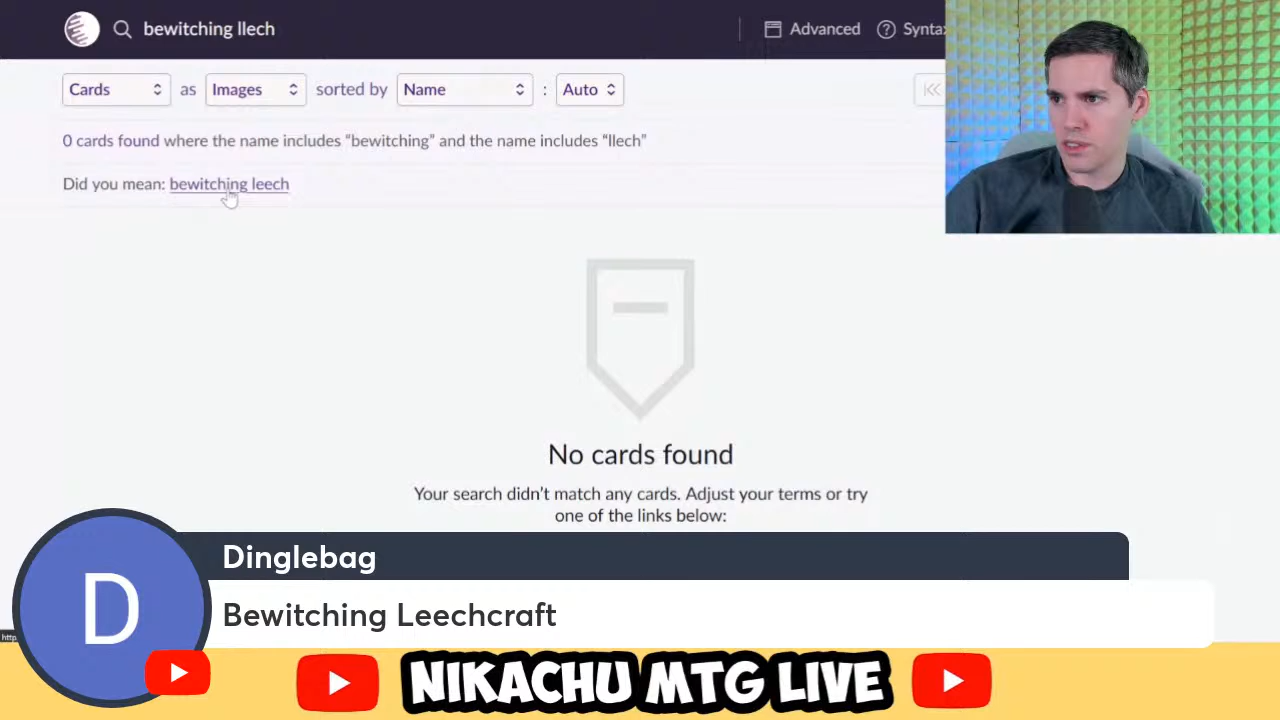 bewitching llech
Advanced
Syntax
Cards as Images sorted by Name : Auto
0 cards found where the name includes “bewitching” and the name includes “llech”
Did you mean: bewitching leech
No cards found
Your search didn’t match any cards. Adjust your terms or try
one of the links below:
Dinglebag
D
Bewitching Leechcraft
http
NIKACHU MTG LIVE